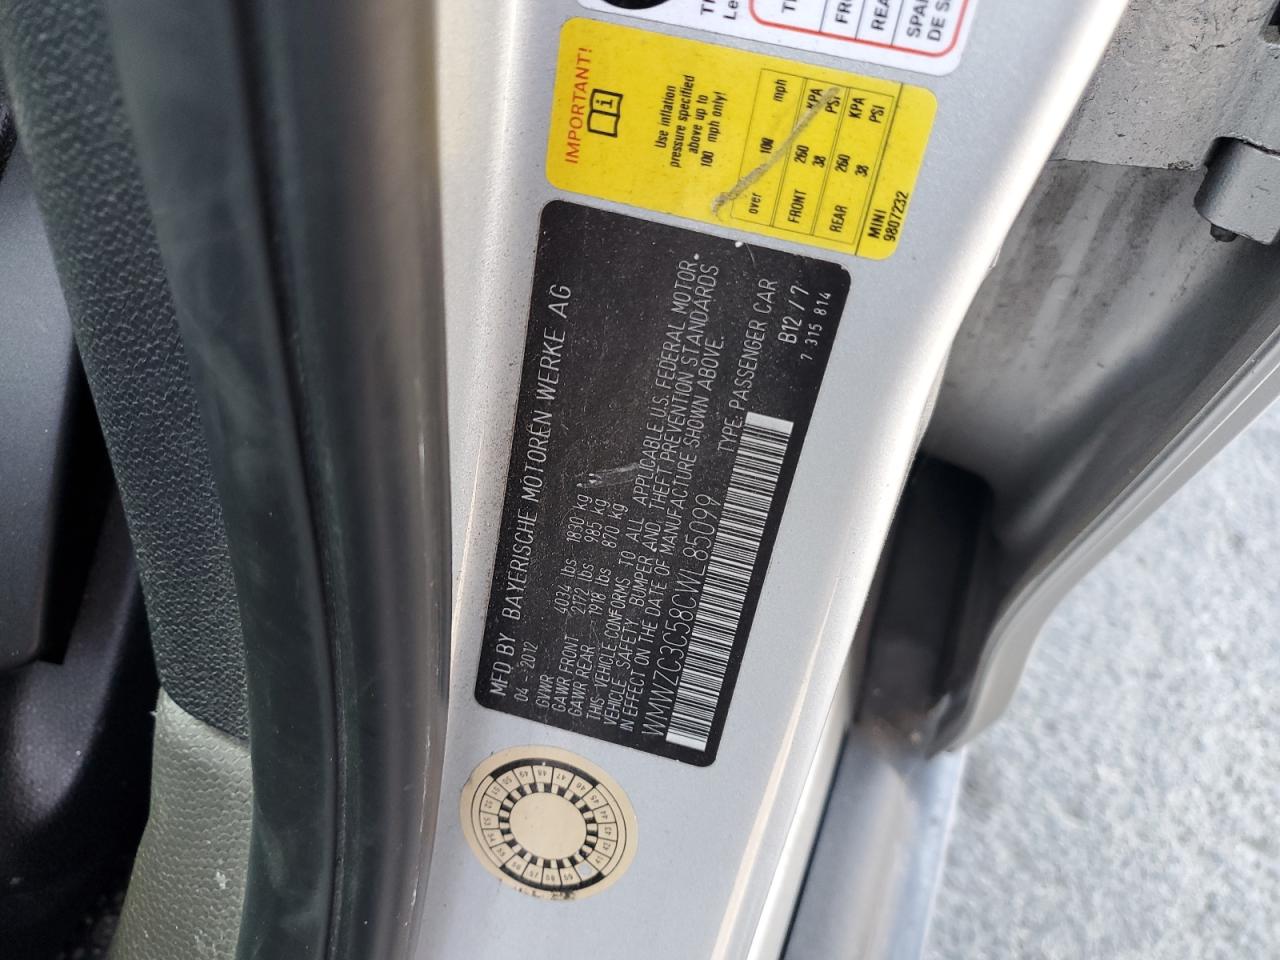 IMPORTANT!
Use inflation
pressure specified
above up to
100 mph only!
over 100 mph
FRONT 260 KPA
38 PSI
REAR 260 KPA
38 PSI
MINI
9807232
MFD BY BAYERISCHE MOTOREN WERKE AG
04 2012
GVWR 4034 lbs 1830 kg
GAWR FRONT 2172 lbs 985 kg
GAWR REAR 1918 lbs 870 kg
THIS VEHICLE CONFORMS TO ALL APPLICABLE U.S. FEDERAL MOTOR
VEHICLE SAFETY BUMPER AND THEFT PREVENTION STANDARDS
IN EFFECT ON THE DATE OF MANUFACTURE SHOWN ABOVE.
WMWZC3C58CWL85099 TYPE PASSENGER CAR
B12 / 7
7 315 814